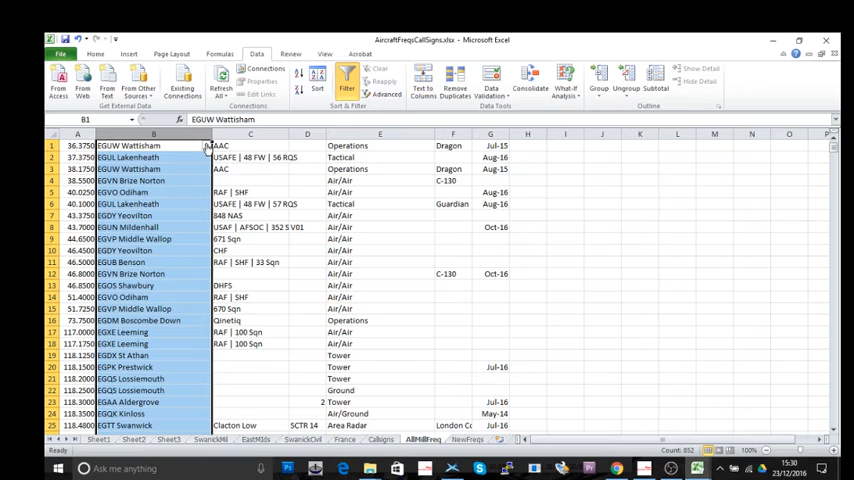 AircraftFreqsCallSigns.xlsx - Microsoft Excel
File Home Insert Page Layout Formulas Data Review View Acrobat
From Access From Web From Text From Other Sources Existing Connections Refresh All Connections Properties Edit Links Sort Filter Clear Reapply Advanced Text to Columns Remove Duplicates Data Validation Consolidate What-If Analysis Group Ungroup Subtotal Show Detail Hide Detail
Get External Data Connections Sort & Filter Data Tools Outline
B1 fx EGUW Wattisham
A B C D E F G H I J K L M N O P
1 36.3750 EGUW Wattisham AAC Operations Dragon Jul-15
2 37.3750 EGUL Lakenheath USAFE | 48 FW | 56 RQS Tactical Aug-16
3 38.1750 EGUW Wattisham AAC Operations Dragon Aug-15
4 38.5500 EGVN Brize Norton Air/Air C-130
5 40.0250 EGVO Odiham RAF | SHF Air/Air Aug-16
6 40.1000 EGUL Lakenheath USAFE | 48 FW | 57 RQS Tactical Guardian Aug-16
7 43.3750 EGDY Yeovilton 848 NAS Air/Air
8 43.7000 EGUN Mildenhall USAF | AFSOC | 352 S V01 Air/Air Oct-16
9 44.6500 EGVP Middle Wallop 671 Sqn Air/Air
10 46.4500 EGDY Yeovilton CHF Air/Air
11 46.5000 EGUB Benson RAF | SHF | 33 Sqn Air/Air
12 46.8000 EGVN Brize Norton Air/Air C-130 Oct-16
13 46.8500 EGOS Shawbury DHFS Air/Air
14 51.4000 EGVO Odiham RAF | SHF Air/Air
15 51.7250 EGVP Middle Wallop 670 Sqn Air/Air
16 73.7500 EGDM Boscombe Down Qinetiq Operations
17 117.0000 EGXE Leeming RAF | 100 Sqn Air/Air
18 117.1750 EGXE Leeming RAF | 100 Sqn Air/Air
19 118.1250 EGDX St Athan Tower
20 118.1500 EGPK Prestwick Tower Jul-16
21 118.2000 EGQS Lossiemouth Tower
22 118.2500 EGQS Lossiemouth Ground
23 118.3000 EGAA Aldergrove 2 Tower Jul-16
24 118.3500 EGQK Kinloss Air/Ground May-14
25 118.4800 EGTT Swanwick Clacton Low SCTR 14 Area Radar London Co Jul-16
Sheet1 Sheet2 Sheet3 SwanwickMil EastMIds SwanwickCivil France Callsigns AllMilFreq NewFreqs
Ready Count: 852 100%
Ask me anything 15:30
23/12/2016